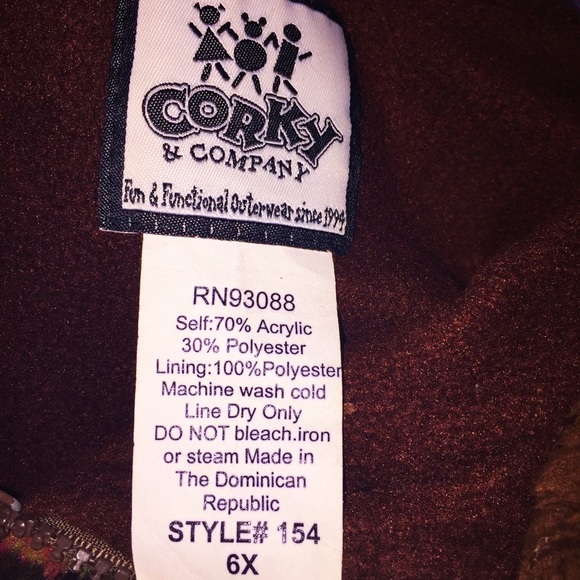 CORKY
& COMPANY
Fun & Functional Outerwear since 1994
RN93088
Self:70% Acrylic
30% Polyester
Lining:100%Polyester
Machine wash cold
Line Dry Only
DO NOT bleach.iron
or steam Made in
The Dominican
Republic
STYLE# 154
6X